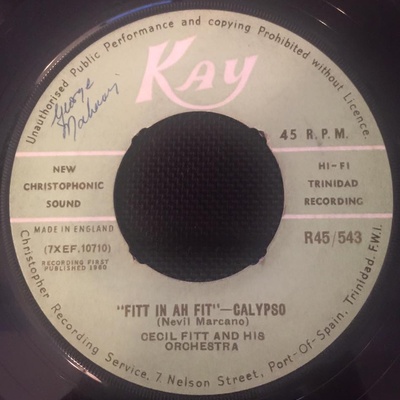 Unauthorised Public Performance and copying Prohibited without Licence.
Kay
George
45 R.P.M.
NEW
CHRISTOPHONIC
SOUND
HI-FI
TRINIDAD
RECORDING
MADE IN ENGLAND
(7XEF.10710)
RECORDING FIRST
PUBLISHED 1960
R45/543
"FITT IN AH FIT"—CALYPSO
(Nevil Marcano)
CECIL FITT AND HIS
ORCHESTRA
Christopher Recording Service, 7 Nelson Street, Port-Of-Spain, Trinidad, F.W.I.